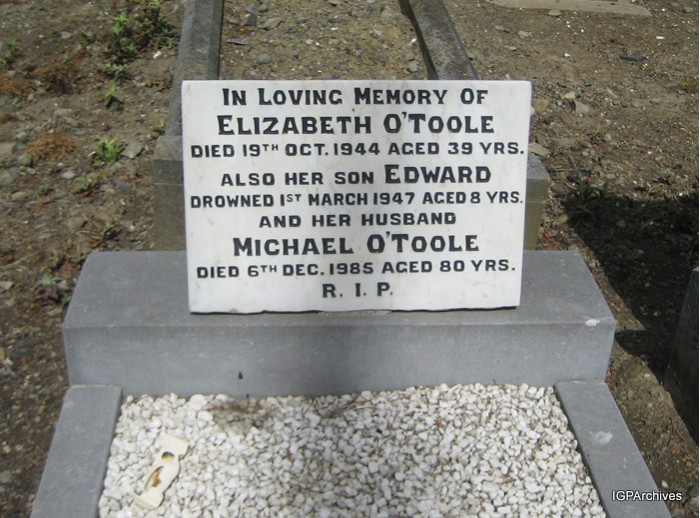 In Loving Memory Of
Elizabeth O'Toole
Died 19th Oct. 1944 Aged 39 Yrs.
Also Her Son Edward
Drowned 1st March 1947 Aged 8 Yrs.
And Her Husband
Michael O'Toole
Died 6th Dec. 1985 Aged 80 Yrs.
R. I. P.
IGPArchives